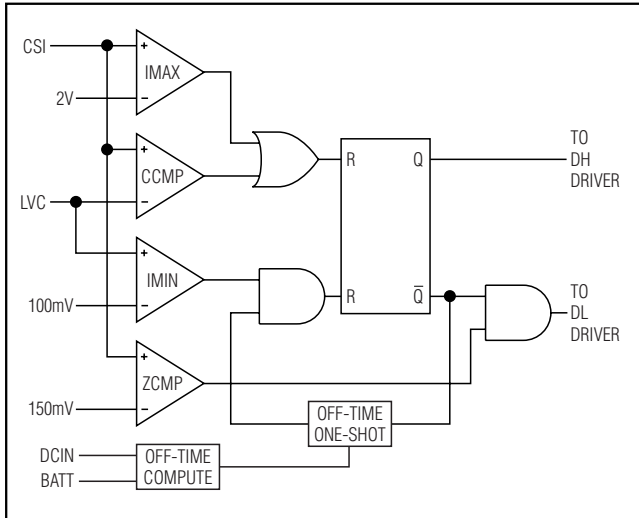 CSI
+
IMAX
2V
−
TO
DH
DRIVER
+
R
Q
CCMP
LVC
−
+
IMIN
R
Q̅
TO
DL
DRIVER
100mV
−
+
ZCMP
150mV
−
OFF-TIME
ONE-SHOT
DCIN
OFF-TIME
COMPUTE
BATT